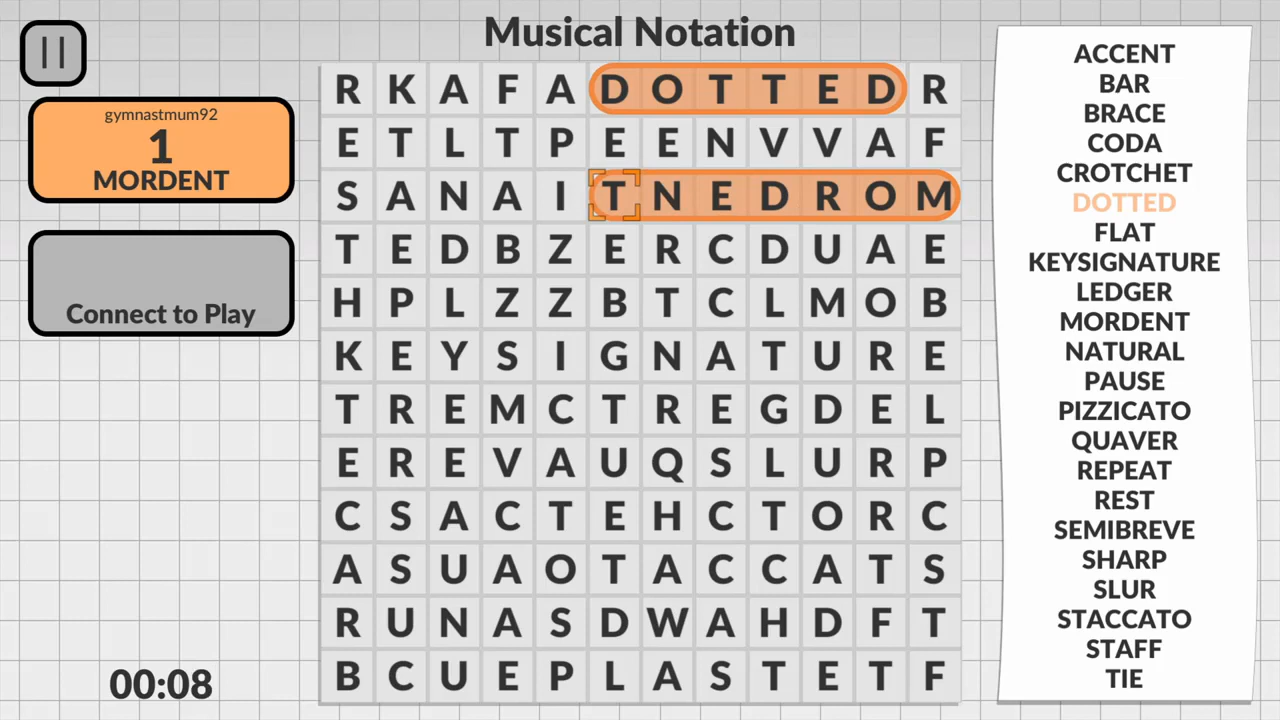 Musical Notation
gymnastmum92
1
MORDENT
Connect to Play
00:08
R K A F A D O T T E D R
E T L T P E E N V V A F
S A N A I T N E D R O M
T E D B Z E R C D U A E
H P L Z Z B T C L M O B
K E Y S I G N A T U R E
T R E M C T R E G D E L
E R E V A U Q S L U R P
C S A C T E H C T O R C
A S U A O T A C C A T S
R U N A S D W A H D F T
B C U E P L A S T E T F
ACCENT
BAR
BRACE
CODA
CROTCHET
DOTTED
FLAT
KEYSIGNATURE
LEDGER
MORDENT
NATURAL
PAUSE
PIZZICATO
QUAVER
REPEAT
REST
SEMIBREVE
SHARP
SLUR
STACCATO
STAFF
TIE